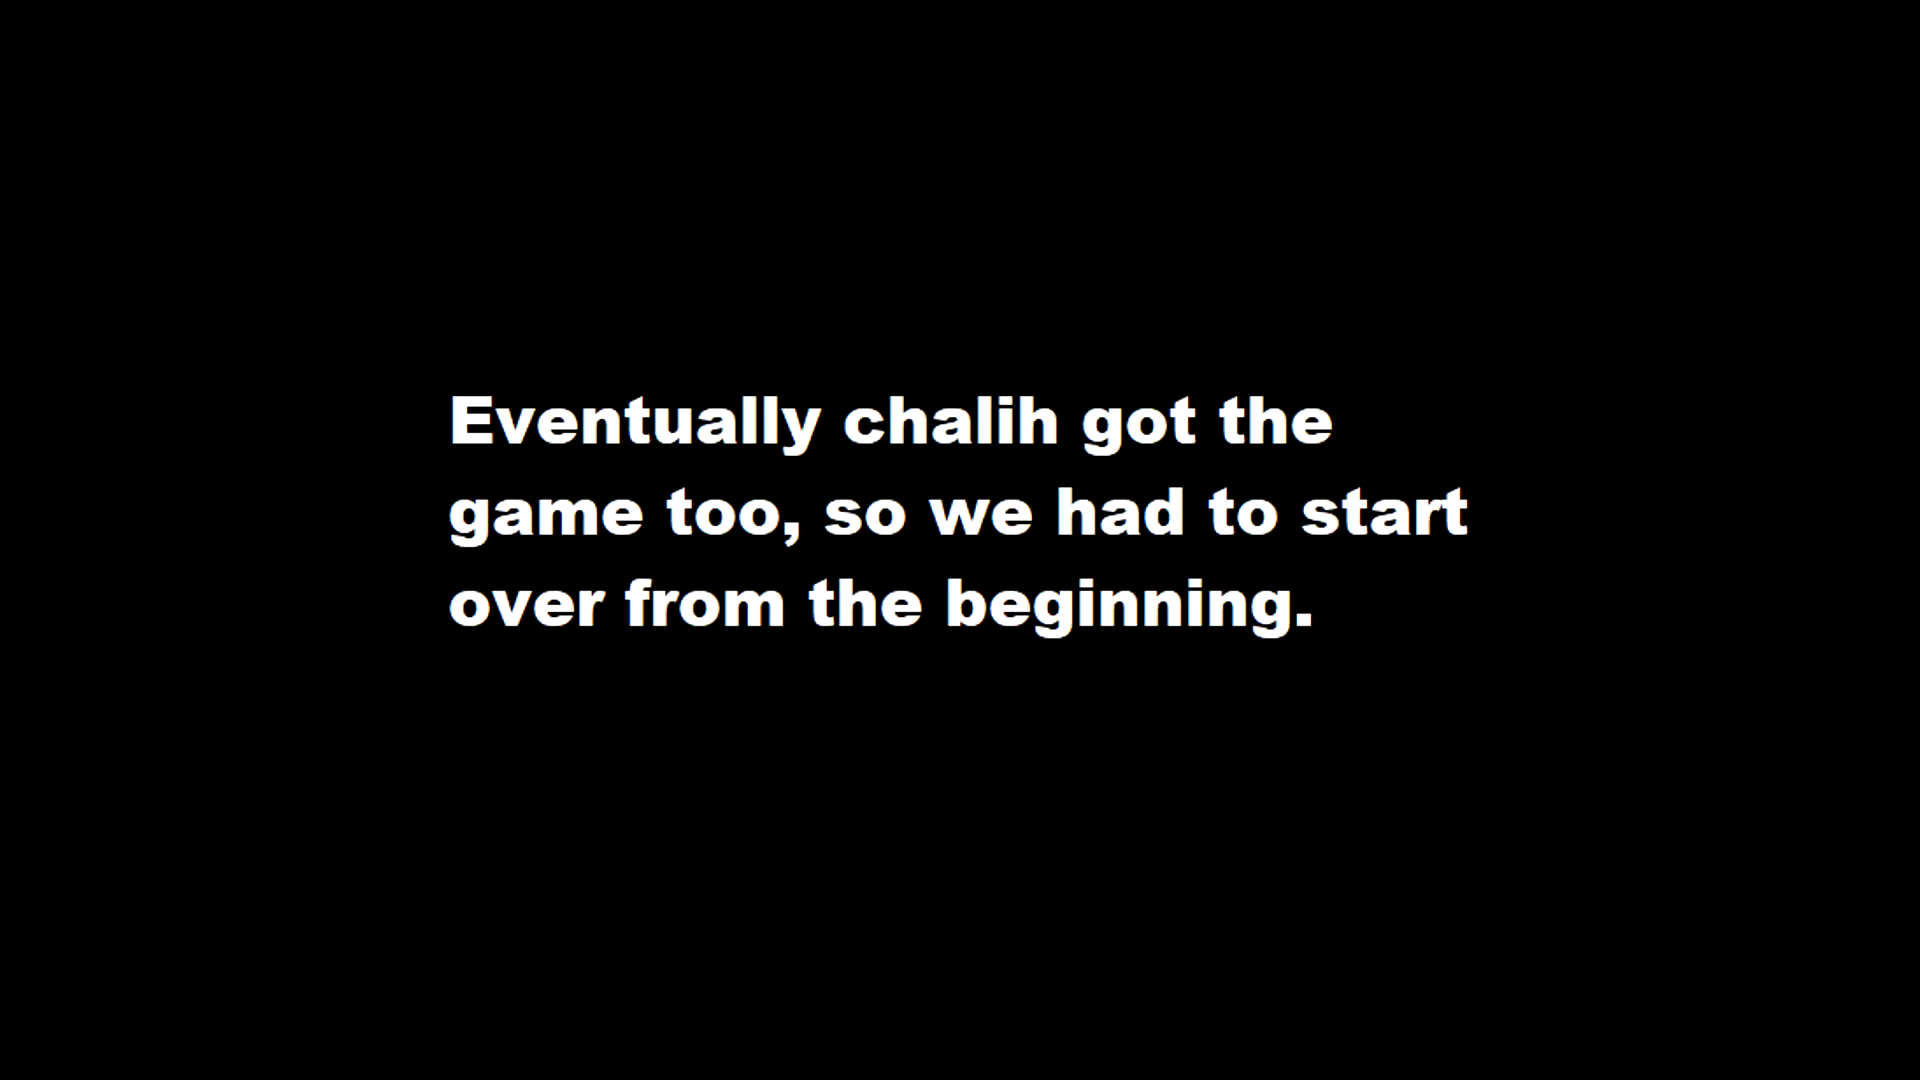 Eventually chalih got the
game too, so we had to start
over from the beginning.